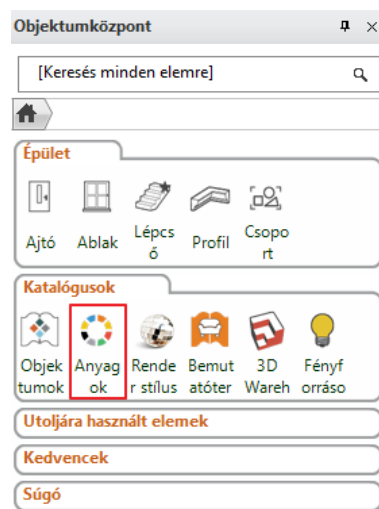 Objektumközpont
[Keresés minden elemre]
Épület
Ajtó Ablak Lépcs ő Profil Csopo rt
Katalógusok
Objek tumok Anyag ok Rende r stílus Bemut atóter 3D Wareh Fényf orráso
Utoljára használt elemek
Kedvencek
Súgó